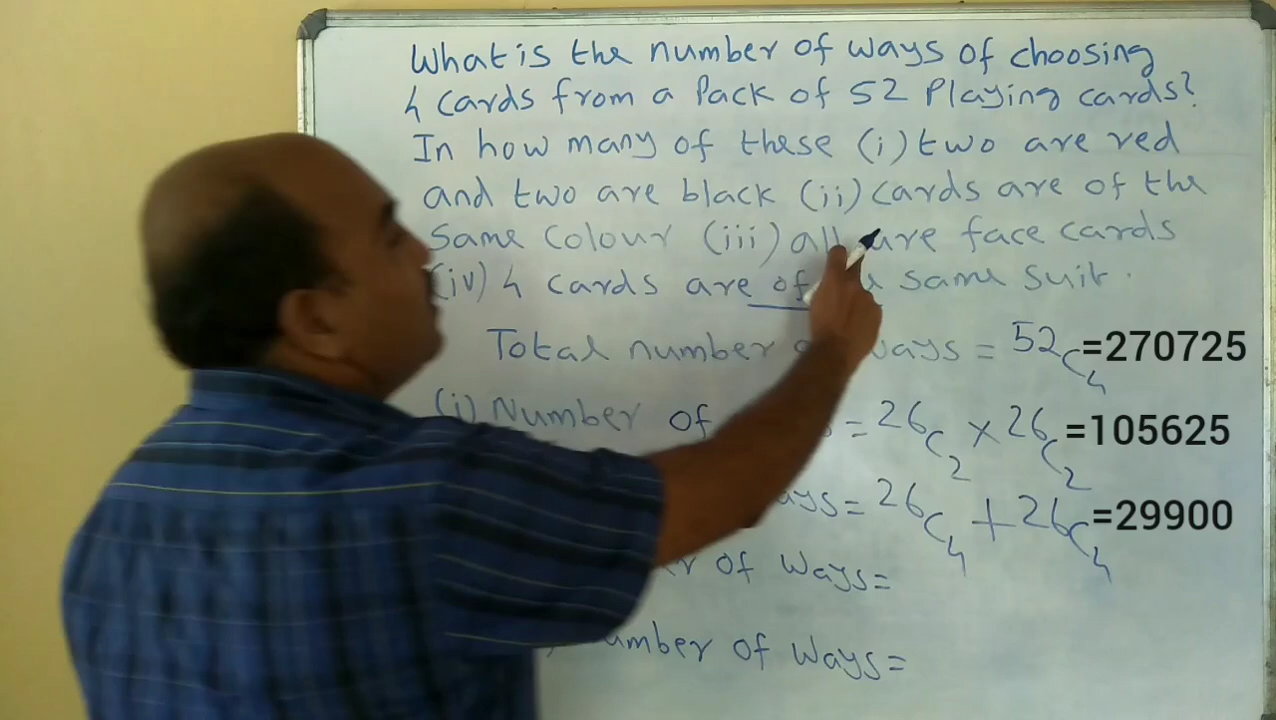 What is the number of ways of choosing
4 cards from a Pack of 52 Playing cards?
In how many of these (i) two are red
and two are black (ii) cards are of the
same colour (iii) all are face cards
(iv) 4 cards are of same suit.
Total number ways = 52C4 =270725
(i) Number of = 26C2 × 26C2 =105625
ways = 26C4 + 26C4 =29900
of ways=
number of ways=